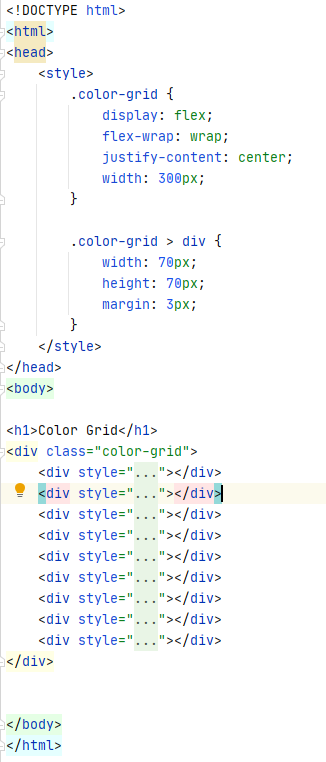 <!DOCTYPE html>
<html>
<head>
    <style>
        .color-grid {
            display: flex;
            flex-wrap: wrap;
            justify-content: center;
            width: 300px;
        }

        .color-grid > div {
            width: 70px;
            height: 70px;
            margin: 3px;
        }
    </style>
</head>
<body>

<h1>Color Grid</h1>
<div class="color-grid">
    <div style="..."></div>
    <div style="..."></div>
    <div style="..."></div>
    <div style="..."></div>
    <div style="..."></div>
    <div style="..."></div>
    <div style="..."></div>
    <div style="..."></div>
    <div style="..."></div>
</div>


</body>
</html>